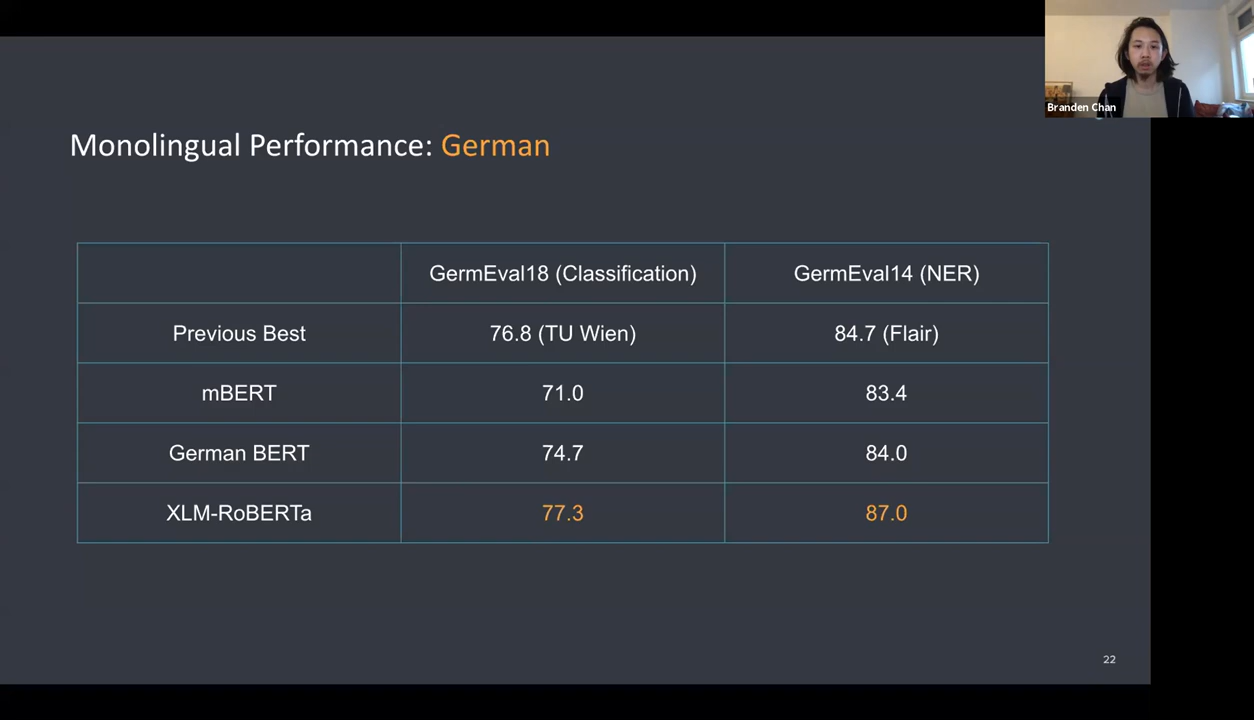 Branden Chan
Monolingual Performance: German
GermEval18 (Classification) GermEval14 (NER)
Previous Best 76.8 (TU Wien) 84.7 (Flair)
mBERT 71.0 83.4
German BERT 74.7 84.0
XLM-RoBERTa 77.3 87.0
22